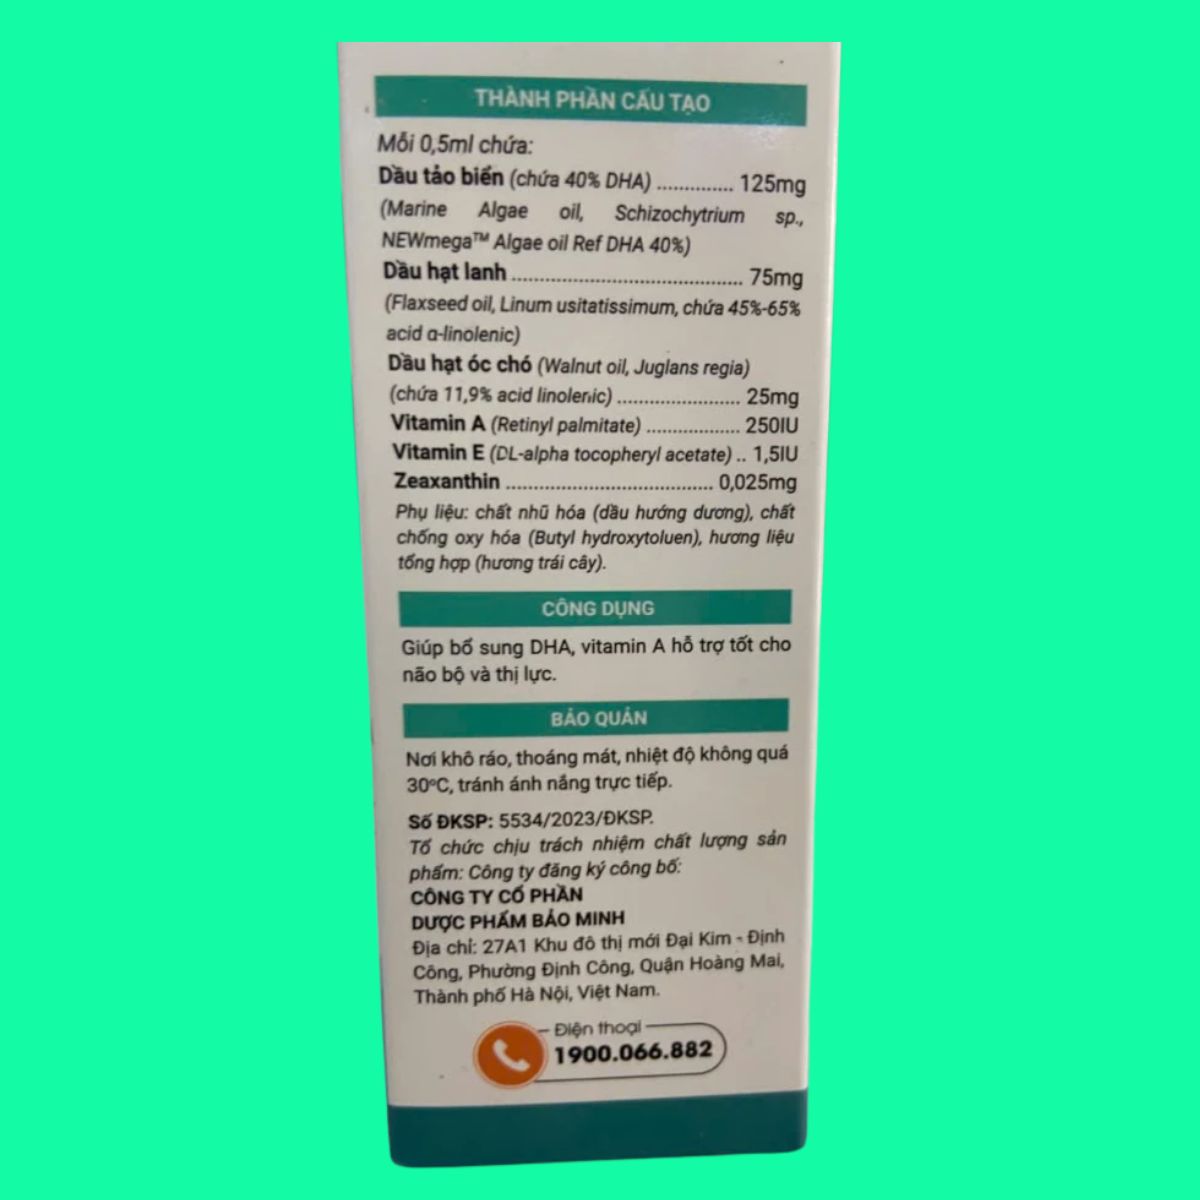 THÀNH PHẦN CẤU TẠO
Mỗi 0,5ml chứa:
Dầu tảo biển (chứa 40% DHA) .............. 125mg
(Marine Algae oil, Schizochytrium sp.,
NEWmega™ Algae oil Ref DHA 40%)
Dầu hạt lanh .......................................... 75mg
(Flaxseed oil, Linum usitatissimum, chứa 45%-65%
acid α-linolenic)
Dầu hạt óc chó (Walnut oil, Juglans regia)
(chứa 11,9% acid linolenic) ...................... 25mg
Vitamin A (Retinyl palmitate) ................. 250IU
Vitamin E (DL-alpha tocopheryl acetate) .. 1,5IU
Zeaxanthin ..................................... 0,025mg
Phụ liệu: chất nhũ hóa (dầu hướng dương), chất
chống oxy hóa (Butyl hydroxytoluen), hương liệu
tổng hợp (hương trái cây).
CÔNG DỤNG
Giúp bổ sung DHA, vitamin A hỗ trợ tốt cho
não bộ và thị lực.
BẢO QUẢN
Nơi khô ráo, thoáng mát, nhiệt độ không quá
30°C, tránh ánh nắng trực tiếp.
Số ĐKSP: 5534/2023/ĐKSP.
Tổ chức chịu trách nhiệm chất lượng sản
phẩm: Công ty đăng ký công bố:
CÔNG TY CỔ PHẦN
DƯỢC PHẨM BẢO MINH
Địa chỉ: 27A1 Khu đô thị mới Đại Kim - Định
Công, Phường Định Công, Quận Hoàng Mai,
Thành phố Hà Nội, Việt Nam.
Điện thoại
1900.066.882